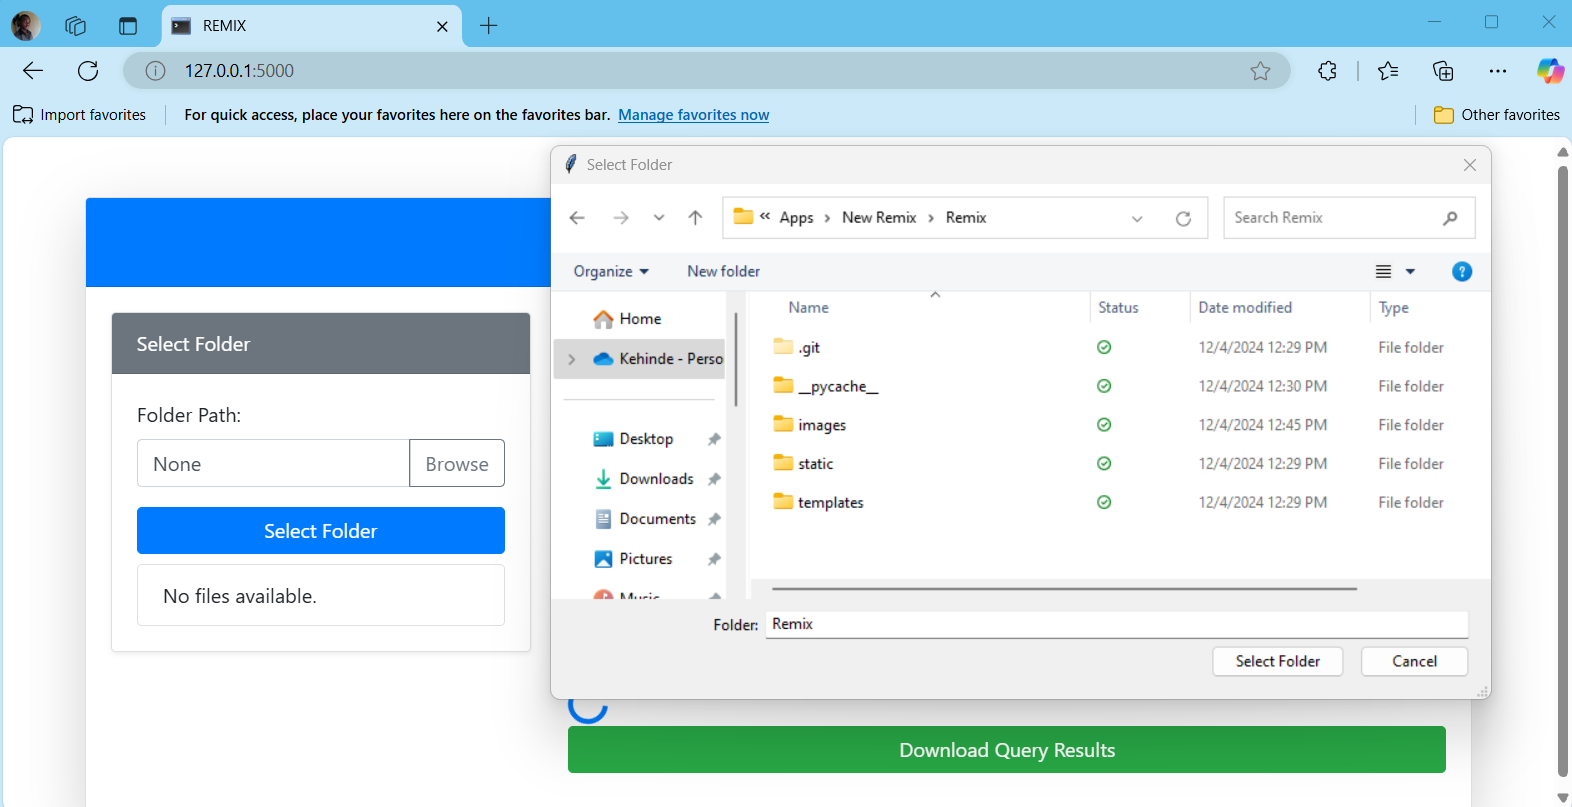 REMIX
127.0.0.1:5000
Import favorites
For quick access, place your favorites here on the favorites bar. Manage favorites now
Other favorites
Select Folder
Folder Path:
None
Browse
Select Folder
No files available.
Select Folder
« Apps › New Remix › Remix
Search Remix
Organize
New folder
?
Home
Kehinde - Perso
Desktop
Downloads
Documents
Pictures
Music
Name Status Date modified Type
.git 12/4/2024 12:29 PM File folder
__pycache__ 12/4/2024 12:30 PM File folder
images 12/4/2024 12:45 PM File folder
static 12/4/2024 12:29 PM File folder
templates 12/4/2024 12:29 PM File folder
Folder: Remix
Select Folder
Cancel
Download Query Results